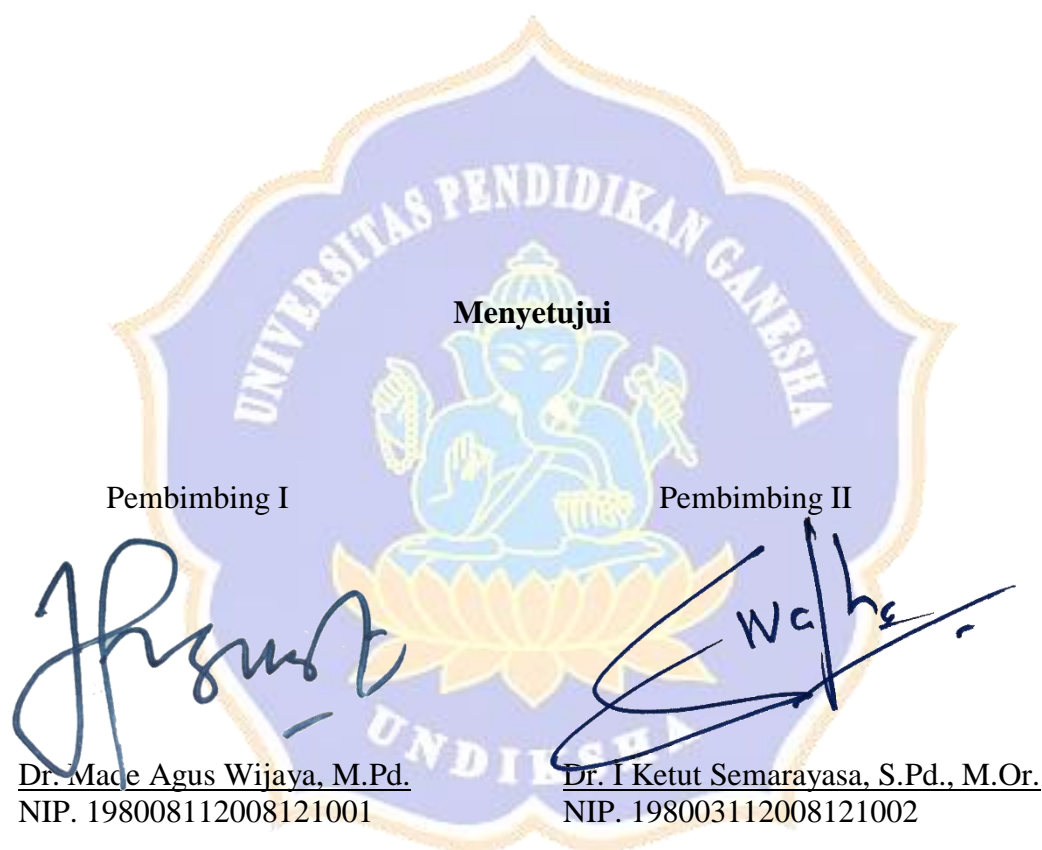 UNIVERSITAS PENDIDIKAN GANESHA
Menyetujui
Pembimbing I
Pembimbing II
UNDIKSHA
Dr. Made Agus Wijaya, M.Pd.
NIP. 198008112008121001
Dr. I Ketut Semarayasa, S.Pd., M.Or.
NIP. 198003112008121002